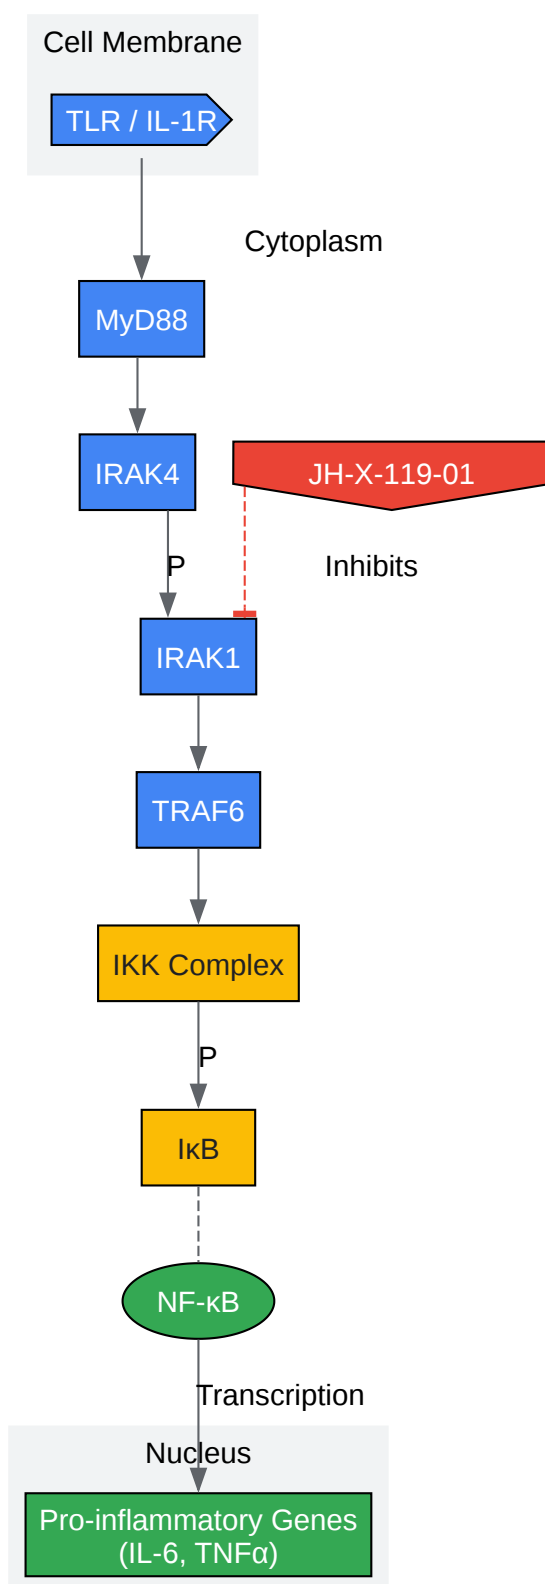 Cell Membrane
TLR / IL-1R
Cytoplasm
MyD88
IRAK4
JH-X-119-01
P
Inhibits
IRAK1
TRAF6
IKK Complex
P
IκB
NF-κB
Transcription
Nucleus
Pro-inflammatory Genes
(IL-6, TNFα)